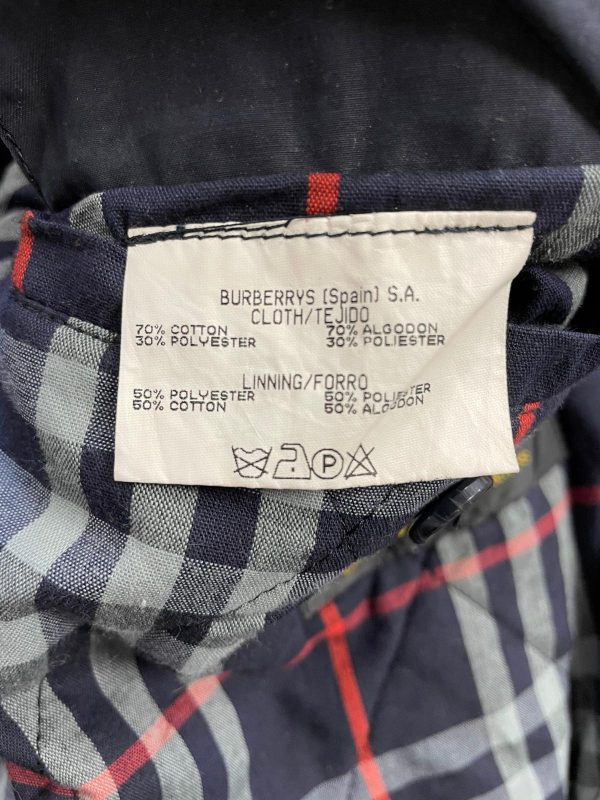 BURBERRYS (Spain) S.A.
CLOTH/TEJIDO
70% COTTON 70% ALGODON
30% POLYESTER 30% POLIESTER
LINNING/FORRO
50% POLYESTER 50% POLIESTER
50% COTTON 50% ALGODON
P